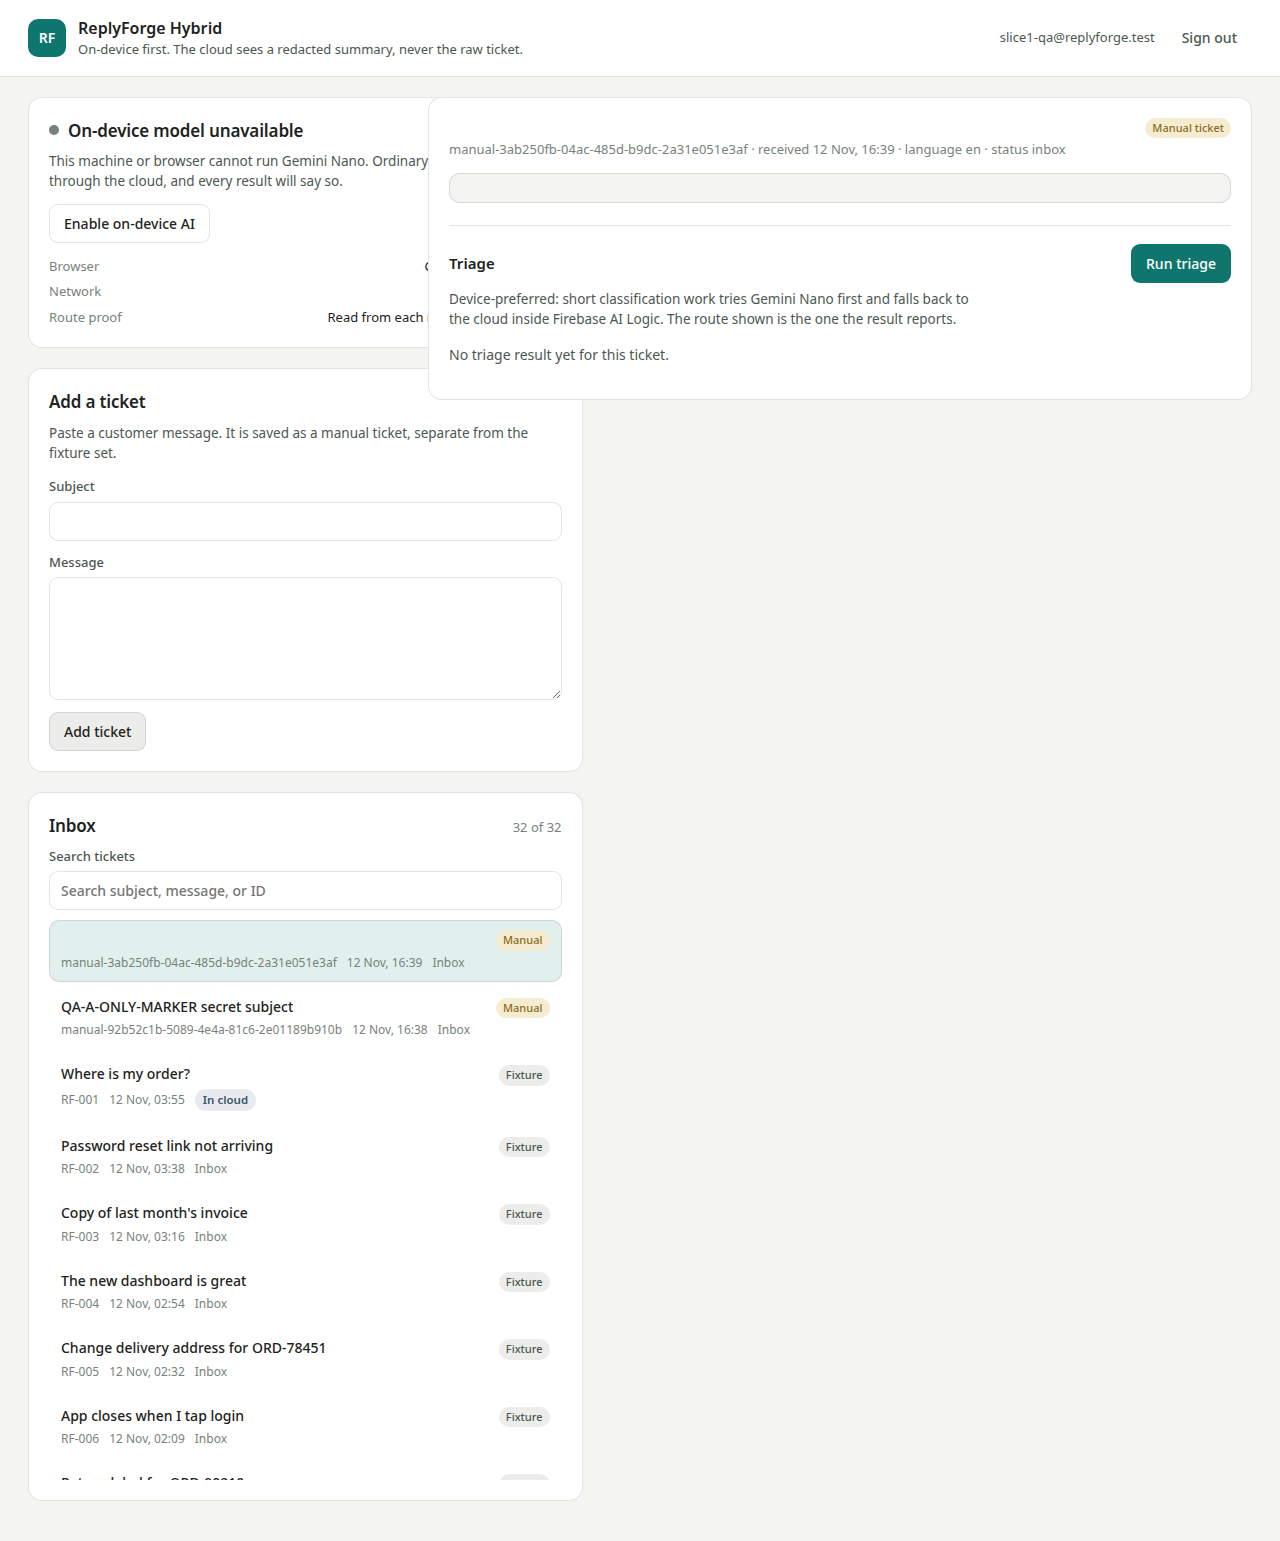 RF
ReplyForge Hybrid
On-device first. The cloud sees a redacted summary, never the raw ticket.
slice1-qa@replyforge.test
Sign out
On-device model unavailable
This machine or browser cannot run Gemini Nano. Ordinary
through the cloud, and every result will say so.
Enable on-device AI
Browser
Network
Route proof
Read from each
Manual ticket
manual-3ab250fb-04ac-485d-b9dc-2a31e051e3af · received 12 Nov, 16:39 · language en · status inbox
Triage
Run triage
Device-preferred: short classification work tries Gemini Nano first and falls back to
the cloud inside Firebase AI Logic. The route shown is the one the result reports.
No triage result yet for this ticket.
Add a ticket
Paste a customer message. It is saved as a manual ticket, separate from the
fixture set.
Subject
Message
Add ticket
Inbox
32 of 32
Search tickets
Search subject, message, or ID
Manual
manual-3ab250fb-04ac-485d-b9dc-2a31e051e3af 12 Nov, 16:39 Inbox
QA-A-ONLY-MARKER secret subject
Manual
manual-92b52c1b-5089-4e4a-81c6-2e01189b910b 12 Nov, 16:38 Inbox
Where is my order?
Fixture
RF-001 12 Nov, 03:55 In cloud
Password reset link not arriving
Fixture
RF-002 12 Nov, 03:38 Inbox
Copy of last month's invoice
Fixture
RF-003 12 Nov, 03:16 Inbox
The new dashboard is great
Fixture
RF-004 12 Nov, 02:54 Inbox
Change delivery address for ORD-78451
Fixture
RF-005 12 Nov, 02:32 Inbox
App closes when I tap login
Fixture
RF-006 12 Nov, 02:09 Inbox